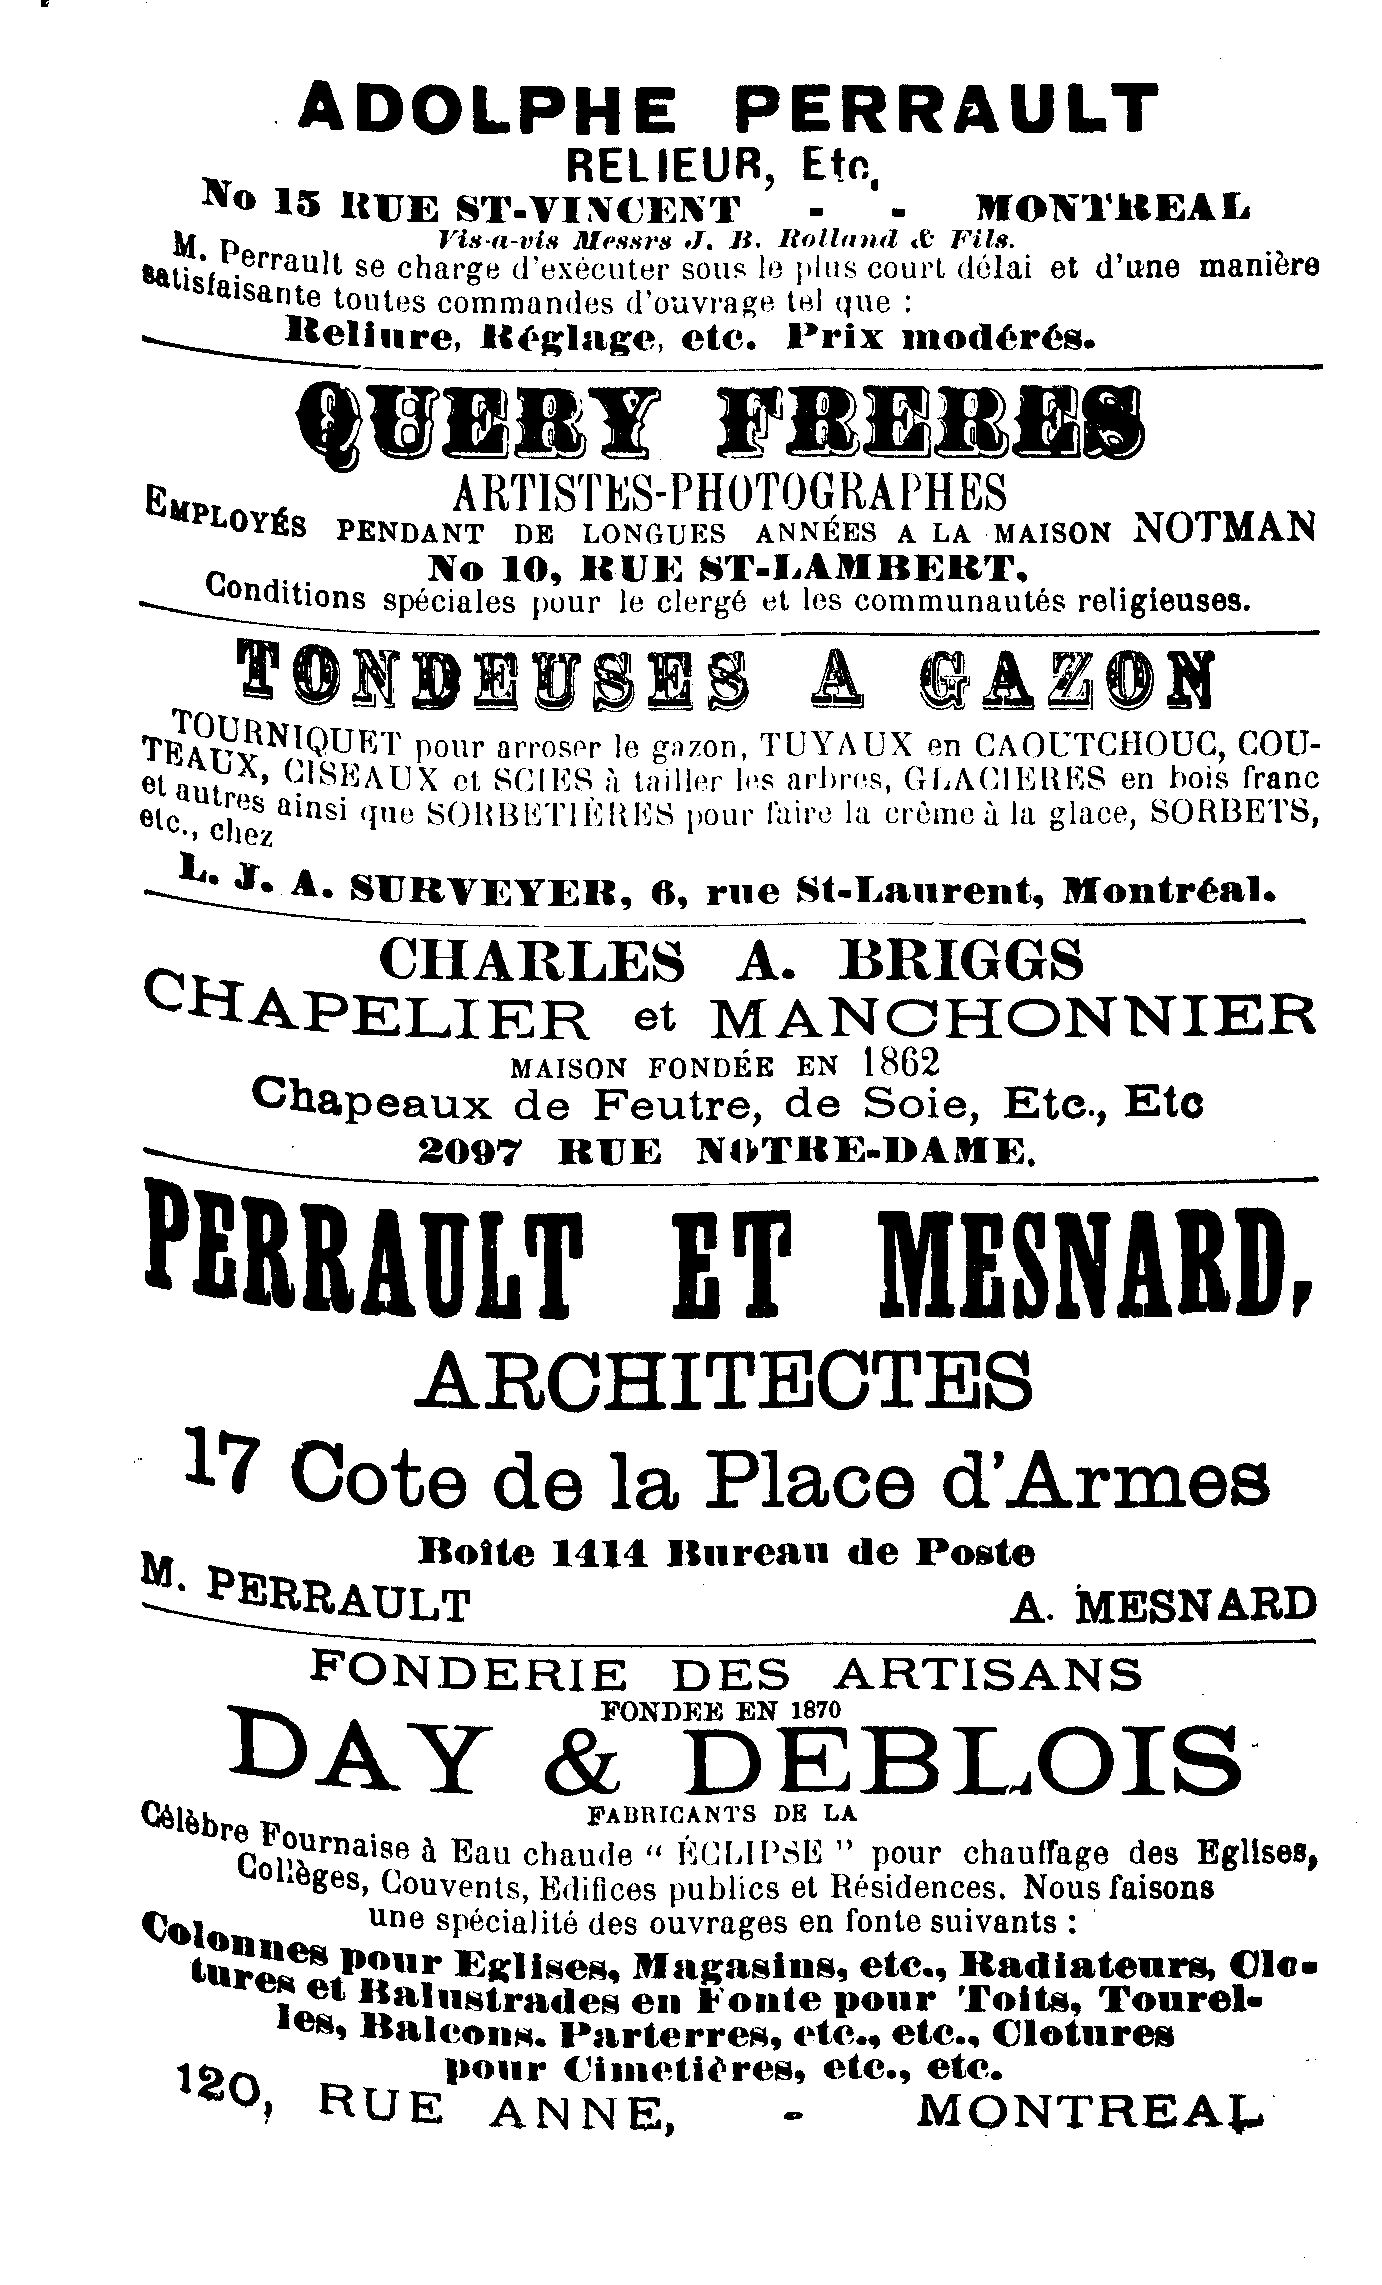 ADOLPHE PERRAULT
RELIEUR, Etc,
No 15 RUE ST-VINCENT - - MONTREAL
Vis-a-vis Messrs J. B. Rolland & Fils.
M. Perrault se charge d'exécuter sous le plus court délai et d'une manière
satisfaisante toutes commandes d'ouvrage tel que :
Reliure, Réglage, etc. Prix modérés.
QUERY FRERES
ARTISTES-PHOTOGRAPHES
EMPLOYÉS PENDANT DE LONGUES ANNÉES A LA MAISON NOTMAN
No 10, RUE ST-LAMBERT.
Conditions spéciales pour le clergé et les communautés religieuses.
TONDEUSES A GAZON
TOURNIQUET pour arroser le gazon, TUYAUX en CAOUTCHOUC, COU-
TEAUX, CISEAUX et SCIES à tailler les arbres, GLACIERES en bois franc
et autres ainsi que SORBETIÈRES pour faire la crème à la glace, SORBETS,
etc., chez
L. J. A. SURVEYER, 6, rue St-Laurent, Montréal.
CHARLES A. BRIGGS
CHAPELIER et MANCHONNIER
MAISON FONDÉE EN 1862
Chapeaux de Feutre, de Soie, Etc., Etc
2097 RUE NOTRE-DAME.
PERRAULT ET MESNARD,
ARCHITECTES
17 Cote de la Place d'Armes
Boîte 1414 Bureau de Poste
M. PERRAULT A. MESNARD
FONDERIE DES ARTISANS
FONDEE EN 1870
DAY & DEBLOIS
FABRICANTS DE LA
Célèbre Fournaise à Eau chaude “ ÉCLIPSE ” pour chauffage des Eglises,
Collèges, Couvents, Edifices publics et Résidences. Nous faisons
une spécialité des ouvrages en fonte suivants :
Colonnes pour Eglises, Magasins, etc., Radiateurs, Clo-
tures et Balustrades en Fonte pour Toits, Tourel-
les, Balcons. Parterres, etc., etc., Clotures
pour Cimetières, etc., etc.
120, RUE ANNE, - MONTREAL